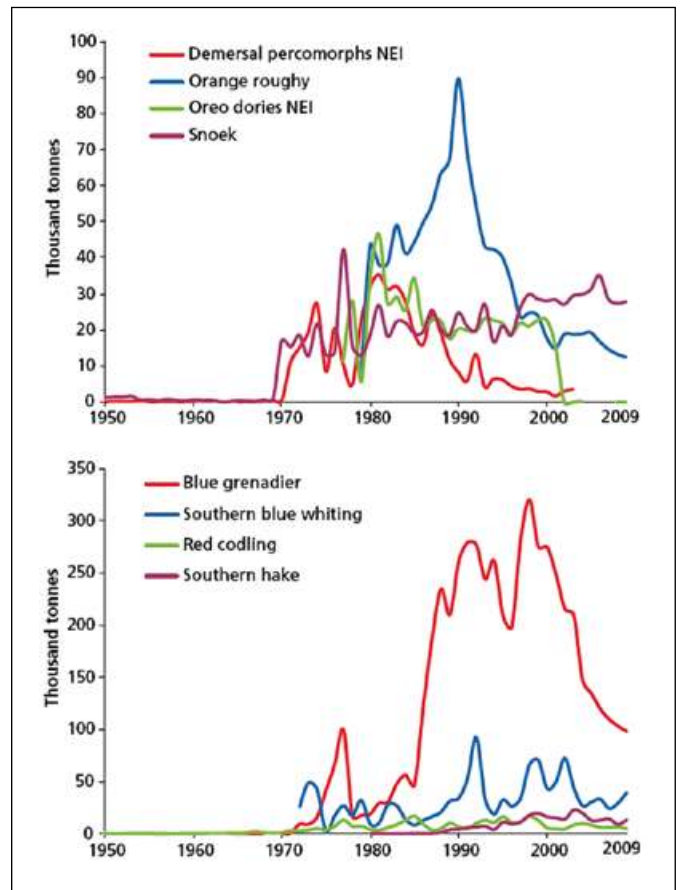 100
90
80
70
60
50
40
30
20
10
0
Thousand tonnes
Demersal percomorphs NEI
Orange roughy
Oreo dories NEI
Snoek
1950 1960 1970 1980 1990 2000 2009
350
300
250
200
150
100
50
0
Thousand tonnes
Blue grenadier
Southern blue whiting
Red codling
Southern hake
1950 1960 1970 1980 1990 2000 2009